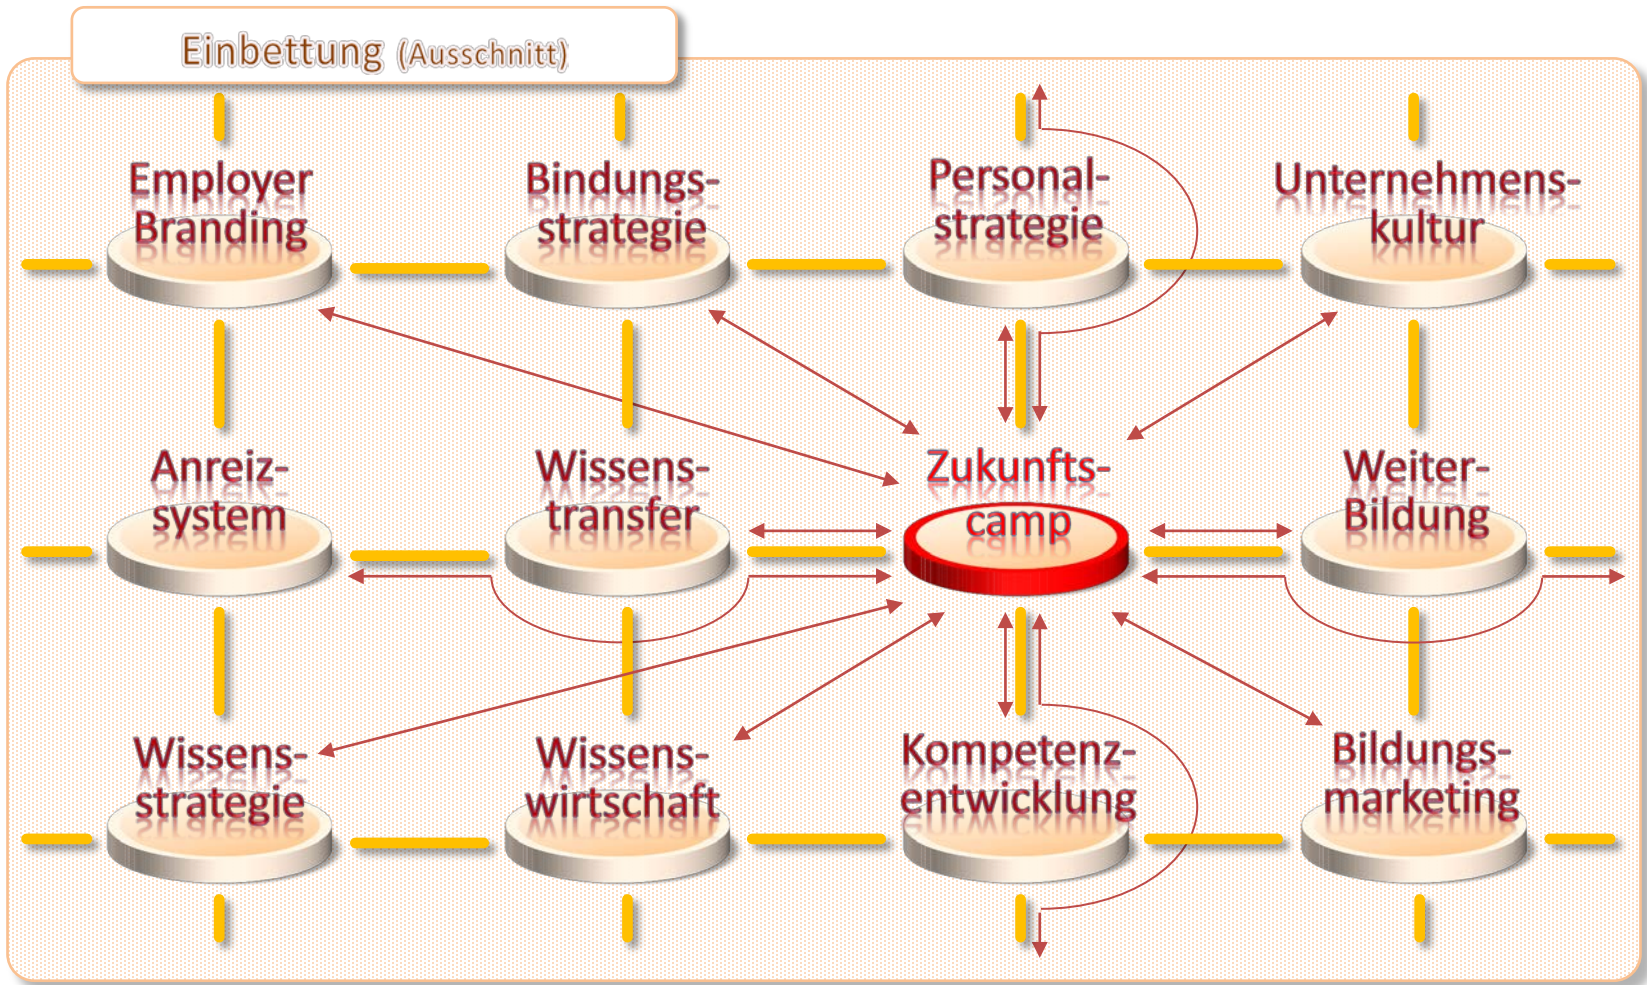 Einbettung (Ausschnitt)
Employer
Branding
Bindungs-
strategie
Personal-
strategie
Unternehmens-
kultur
Anreiz-
system
Wissens-
transfer
Zukunfts-
camp
Weiter-
Bildung
Wissens-
strategie
Wissens-
wirtschaft
Kompetenz-
entwicklung
Bildungs-
marketing